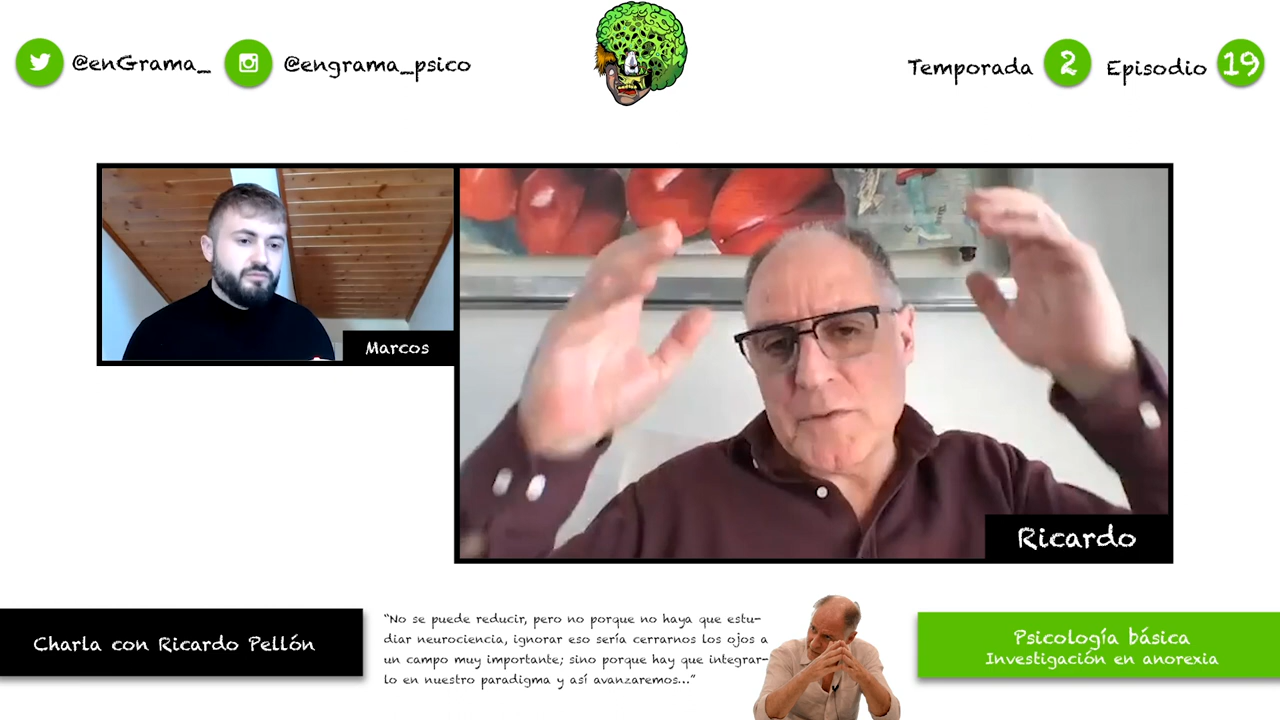 @enGrama_
@engrama_psico
Temporada 2 Episodio 19
Marcos
Ricardo
Charla con Ricardo Pellón
“No se puede reducir, pero no porque no haya que estu-
diar neurociencia, ignorar eso sería cerrarnos los ojos a
un campo muy importante; sino porque hay que integrar-
lo en nuestro paradigma y así avanzaremos...”
Psicología básica
Investigación en anorexia